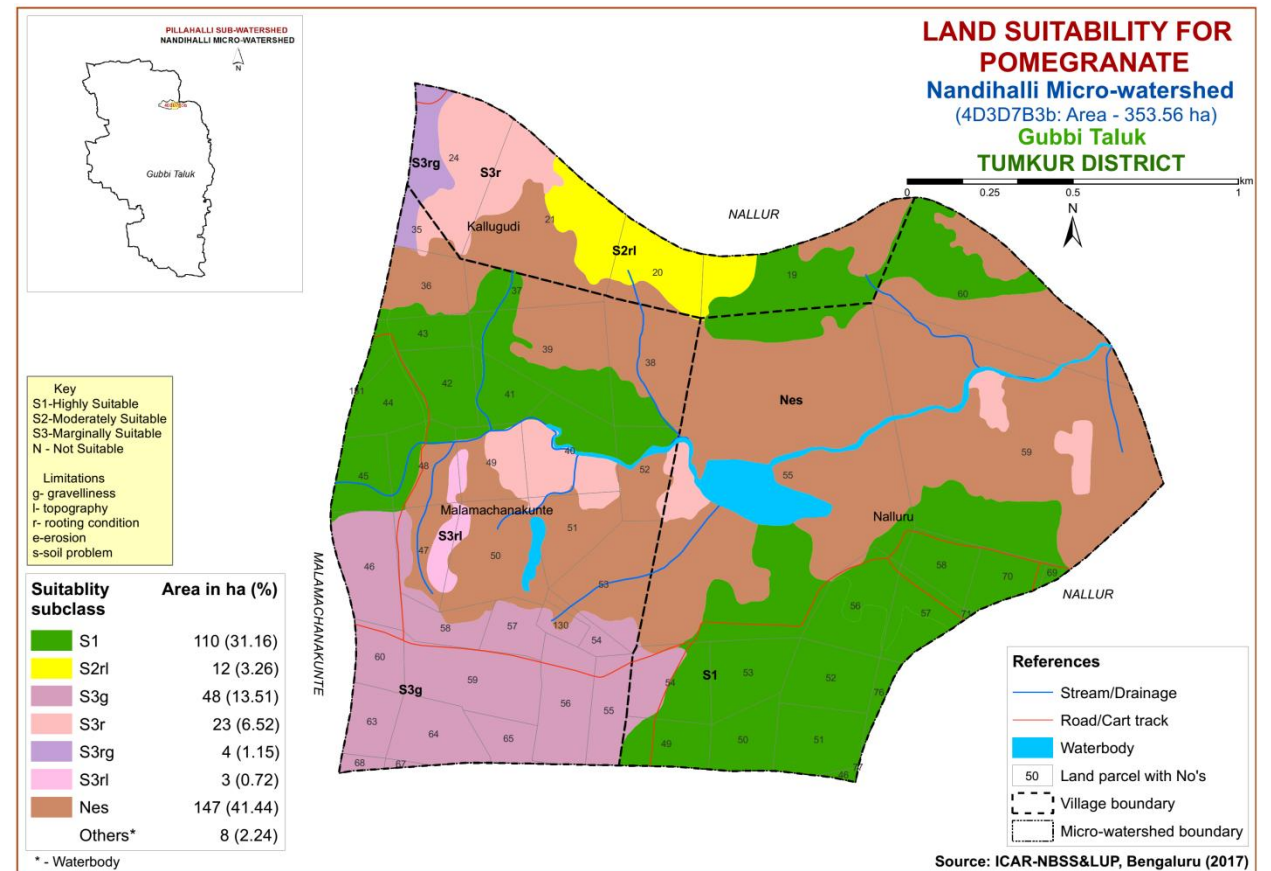 PILLAHALLI SUB-WATERSHED
NANDIHALLI MICRO-WATERSHED
N
Gubbi Taluk
LAND SUITABILITY FOR
POMEGRANATE
Nandihalli Micro-watershed
(4D3D7B3b: Area - 353.56 ha)
Gubbi Taluk
TUMKUR DISTRICT
0 0.25 0.5 1 km
N
NALLUR
S3rg
24
S3r
35
Kallugudi
21
S2rl
20
19
60
36
37
43
39
38
42
41
151
44
Nes
45
48
49
40
52
55
59
Malamachanakunte
S3rl
51
Nalluru
47
50
46
53
58
70
69
NALLUR
56
57
71
58
57
130
54
MALAMACHANAKUNTE
60
59
S3g
54
S1
53
52
76
56
55
63
64
65
49
50
51
68
67
46
Key
S1-Highly Suitable
S2-Moderately Suitable
S3-Marginally Suitable
N - Not Suitable
Limitations
g- gravelliness
l- topography
r- rooting condition
e-erosion
s-soil problem
Suitablity subclass Area in ha (%)
S1 110 (31.16)
S2rl 12 (3.26)
S3g 48 (13.51)
S3r 23 (6.52)
S3rg 4 (1.15)
S3rl 3 (0.72)
Nes 147 (41.44)
Others* 8 (2.24)
* - Waterbody
References
Stream/Drainage
Road/Cart track
Waterbody
50 Land parcel with No's
Village boundary
Micro-watershed boundary
Source: ICAR-NBSS&LUP, Bengaluru (2017)